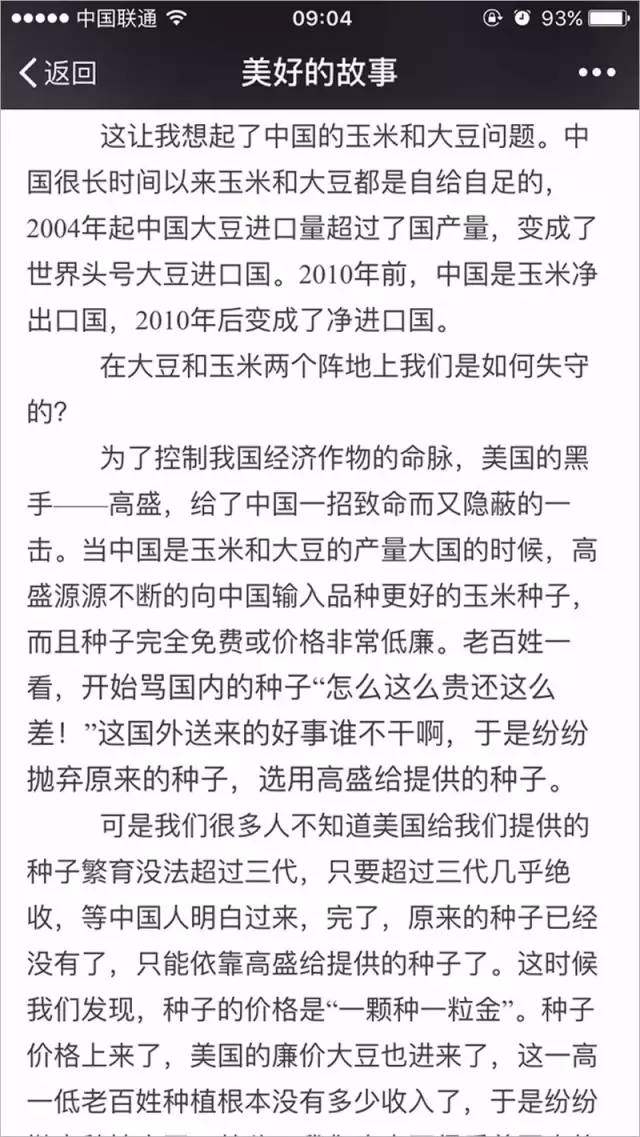 中国联通 09:04 93%
返回 美好的故事
这让我想起了中国的玉米和大豆问题。中
国很长时间以来玉米和大豆都是自给自足的，
2004年起中国大豆进口量超过了国产量，变成了
世界头号大豆进口国。2010年前，中国是玉米净
出口国，2010年后变成了净进口国。
在大豆和玉米两个阵地上我们是如何失守
的？
为了控制我国经济作物的命脉，美国的黑
手——高盛，给了中国一招致命而又隐蔽的一
击。当中国是玉米和大豆的产量大国的时候，高
盛源源不断的向中国输入品种更好的玉米种子，
而且种子完全免费或价格非常低廉。老百姓一
看，开始骂国内的种子“怎么这么贵还这么
差！”这国外送来的好事谁不干啊，于是纷纷
抛弃原来的种子，选用高盛给提供的种子。
可是我们很多人不知道美国给我们提供的
种子繁育没法超过三代，只要超过三代几乎绝
收，等中国人明白过来，完了，原来的种子已经
没有了，只能依靠高盛给提供的种子了。这时候
我们发现，种子的价格是“一颗种一粒金”。种子
价格上来了，美国的廉价大豆也进来了，这一高
一低老百姓种植根本没有多少收入了，于是纷纷